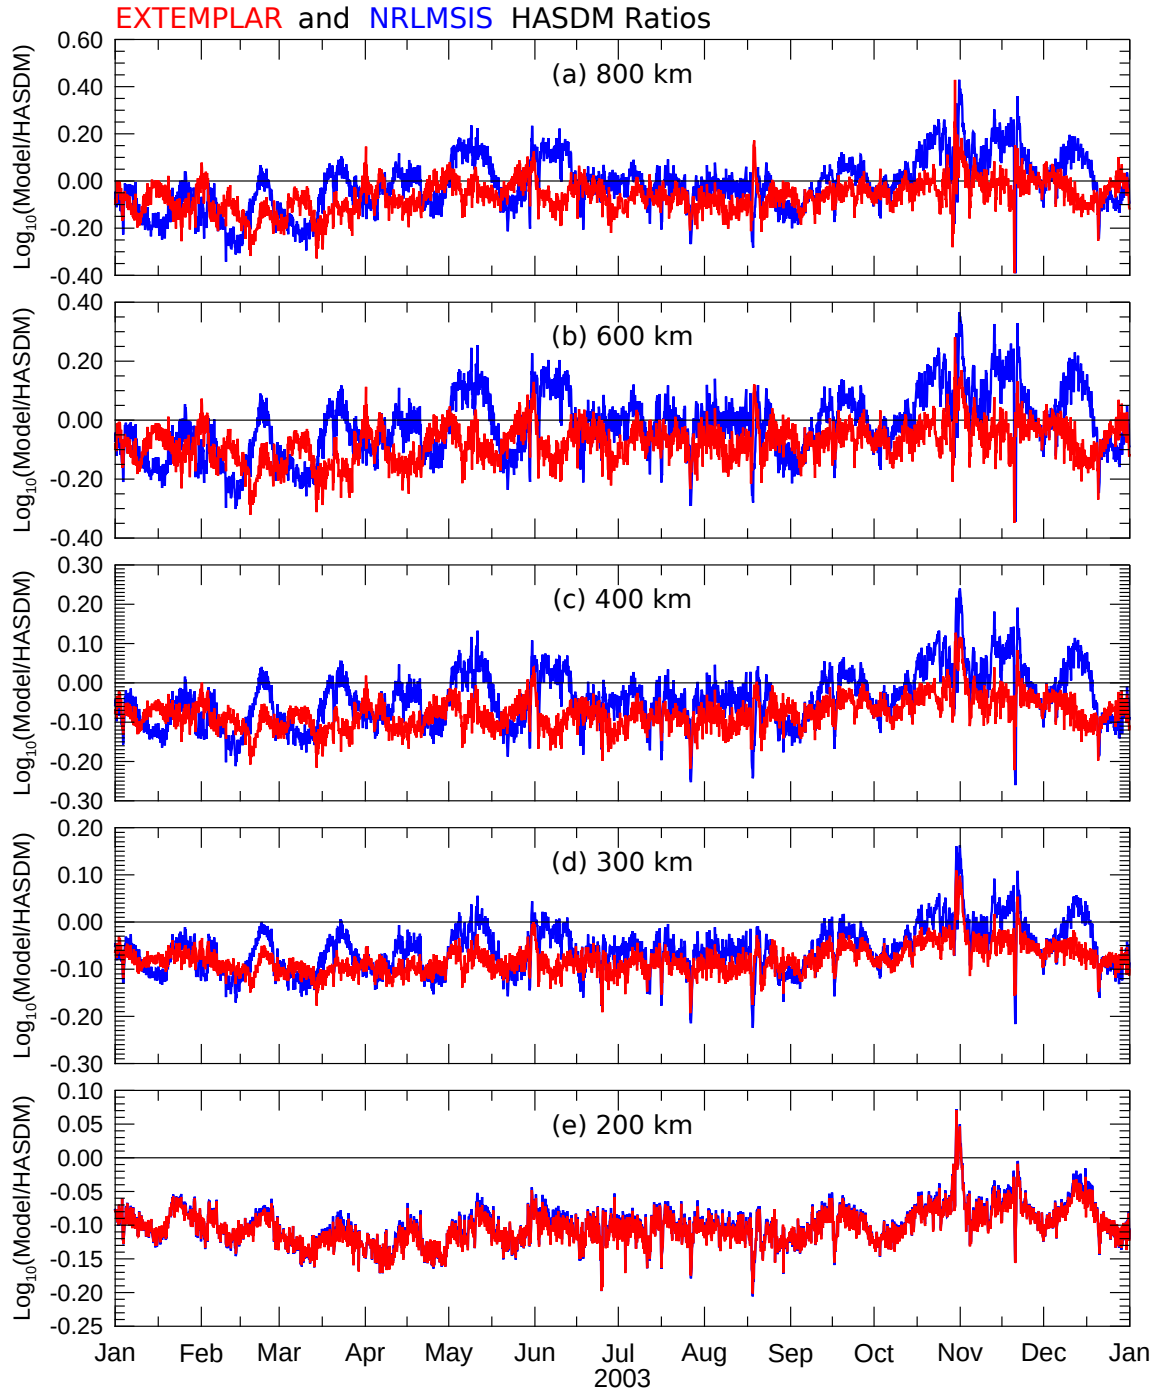 EXTEMPLAR and NRLMSIS HASDM Ratios
(a) 800 km
Log₁₀(Model/HASDM)
0.60
0.40
0.20
0.00
-0.20
-0.40
(b) 600 km
Log₁₀(Model/HASDM)
0.40
0.20
0.00
-0.20
-0.40
(c) 400 km
Log₁₀(Model/HASDM)
0.30
0.20
0.10
0.00
-0.10
-0.20
-0.30
(d) 300 km
Log₁₀(Model/HASDM)
0.20
0.10
0.00
-0.10
-0.20
-0.30
(e) 200 km
Log₁₀(Model/HASDM)
0.10
0.05
0.00
-0.05
-0.10
-0.15
-0.20
-0.25
Jan Feb Mar Apr May Jun Jul Aug Sep Oct Nov Dec Jan
2003